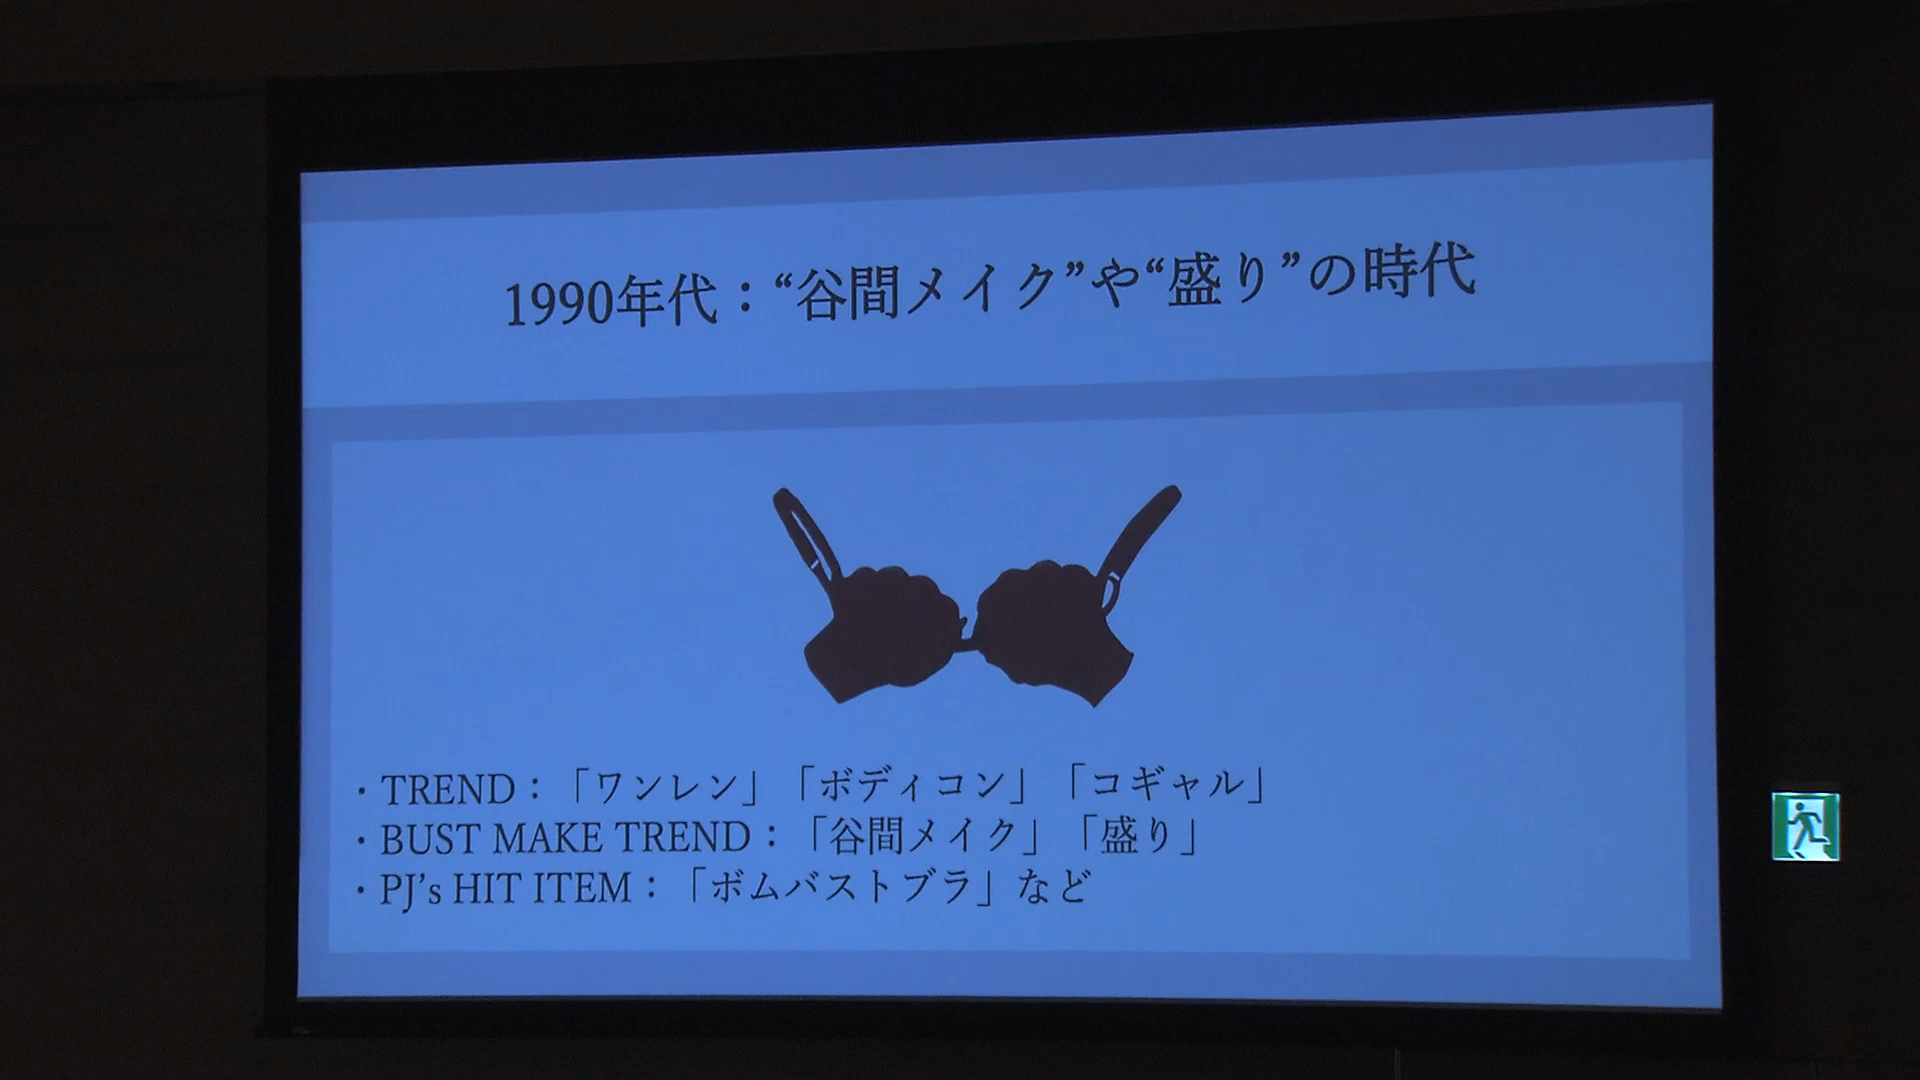 1990年代：“谷間メイク”や“盛り”の時代
・TREND：「ワンレン」「ボディコン」「コギャル」
・BUST MAKE TREND：「谷間メイク」「盛り」
・PJ’s HIT ITEM：「ボムバストブラ」など